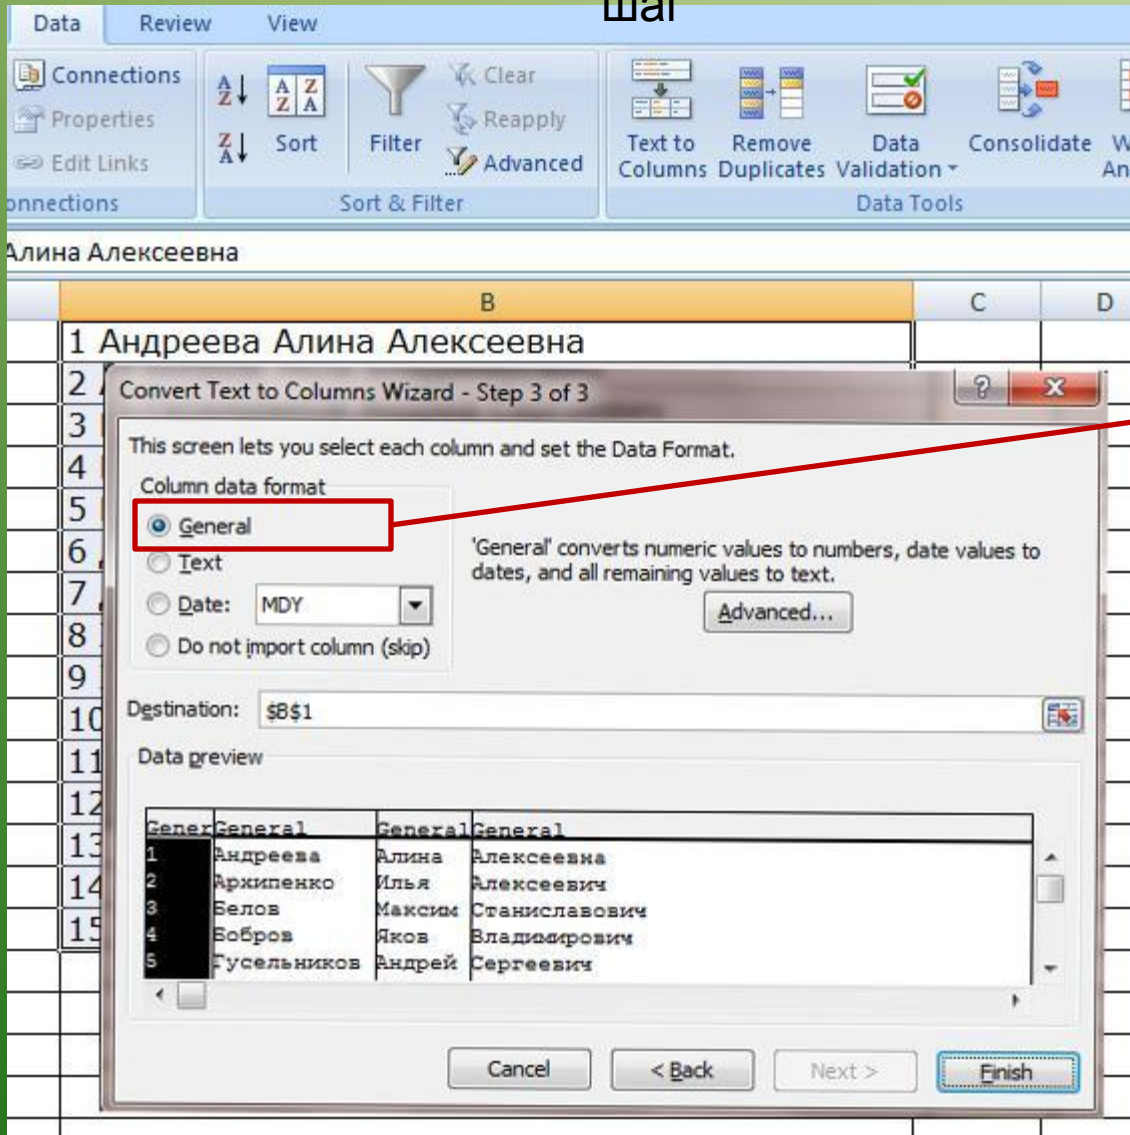 шаг
Data Review View
Connections
Properties
Edit Links
onnections
Sort
Filter
Clear
Reapply
Advanced
Sort & Filter
Text to Columns
Remove Duplicates
Data Validation
Consolidate
Data Tools
Алина Алексеевна
B C D
1 Андреева Алина Алексеевна
2
3
4
5
6
7
8
9
10
11
12
13
14
15
Convert Text to Columns Wizard - Step 3 of 3
This screen lets you select each column and set the Data Format.
Column data format
General
Text
Date: MDY
Do not import column (skip)
'General' converts numeric values to numbers, date values to
dates, and all remaining values to text.
Advanced...
Destination: $B$1
Data preview
Gener General General General
1 Андреева Алина Алексеевна
2 Архипенко Илья Алексеевич
3 Белов Максим Станиславович
4 Бобров Яков Владимирович
5 Гусельников Андрей Сергеевич
Cancel < Back Next > Finish